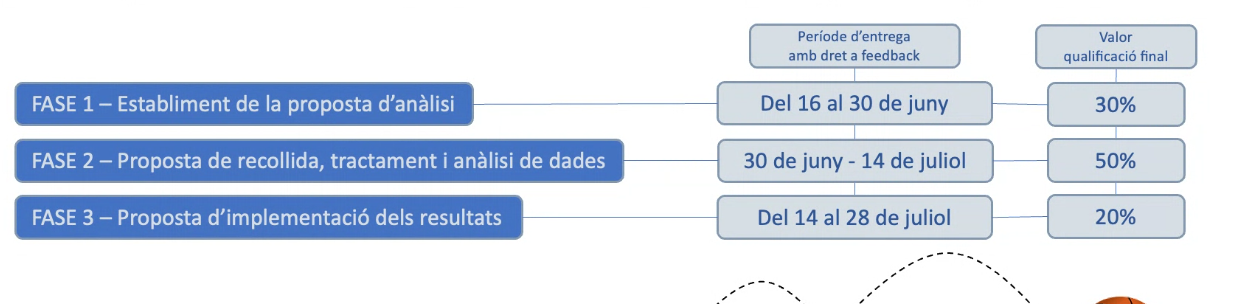 Període d'entrega
amb dret a feedback
Valor
qualificació final
FASE 1 – Establiment de la proposta d'anàlisi
Del 16 al 30 de juny
30%
FASE 2 – Proposta de recollida, tractament i anàlisi de dades
30 de juny - 14 de juliol
50%
FASE 3 – Proposta d'implementació dels resultats
Del 14 al 28 de juliol
20%